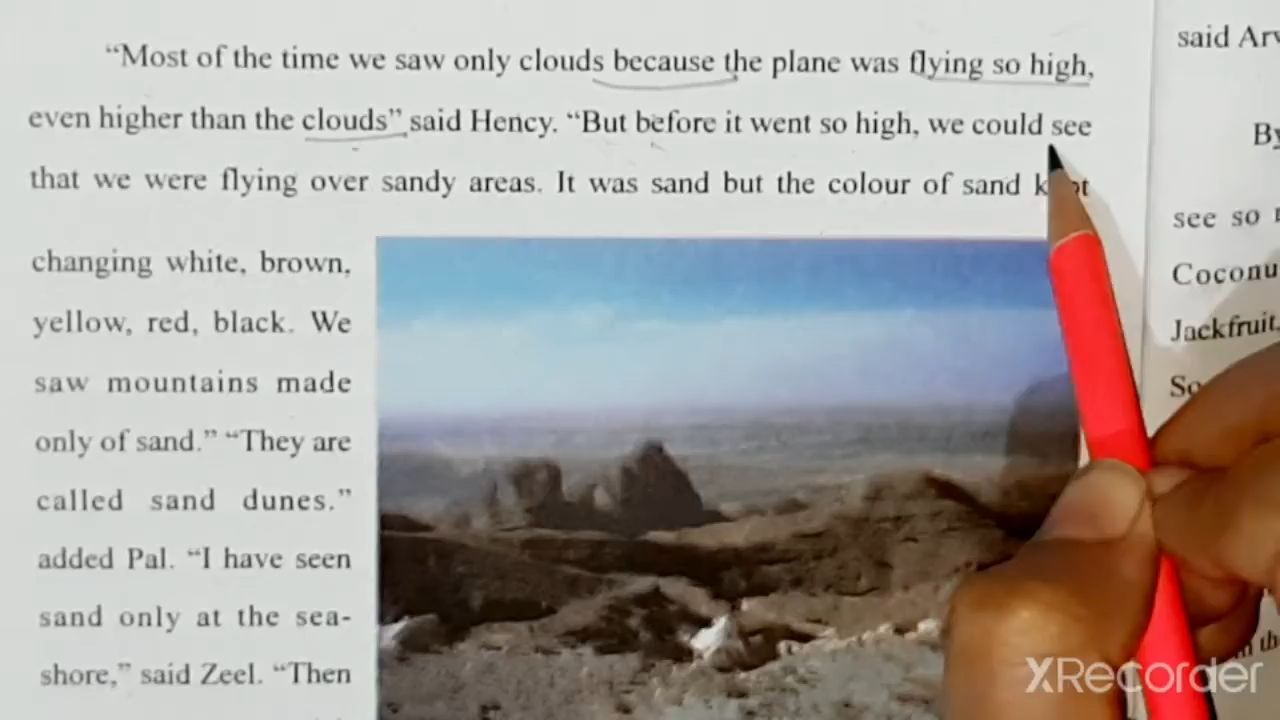 "Most of the time we saw only clouds because the plane was flying so high,
even higher than the clouds" said Hency. "But before it went so high, we could see
that we were flying over sandy areas. It was sand but the colour of sand
changing white, brown,
yellow, red, black. We
saw mountains made
only of sand." "They are
called sand dunes."
added Pal. "I have seen
sand only at the sea-
shore," said Zeel. "Then
said
see so
Jackfruit,
XRecorder